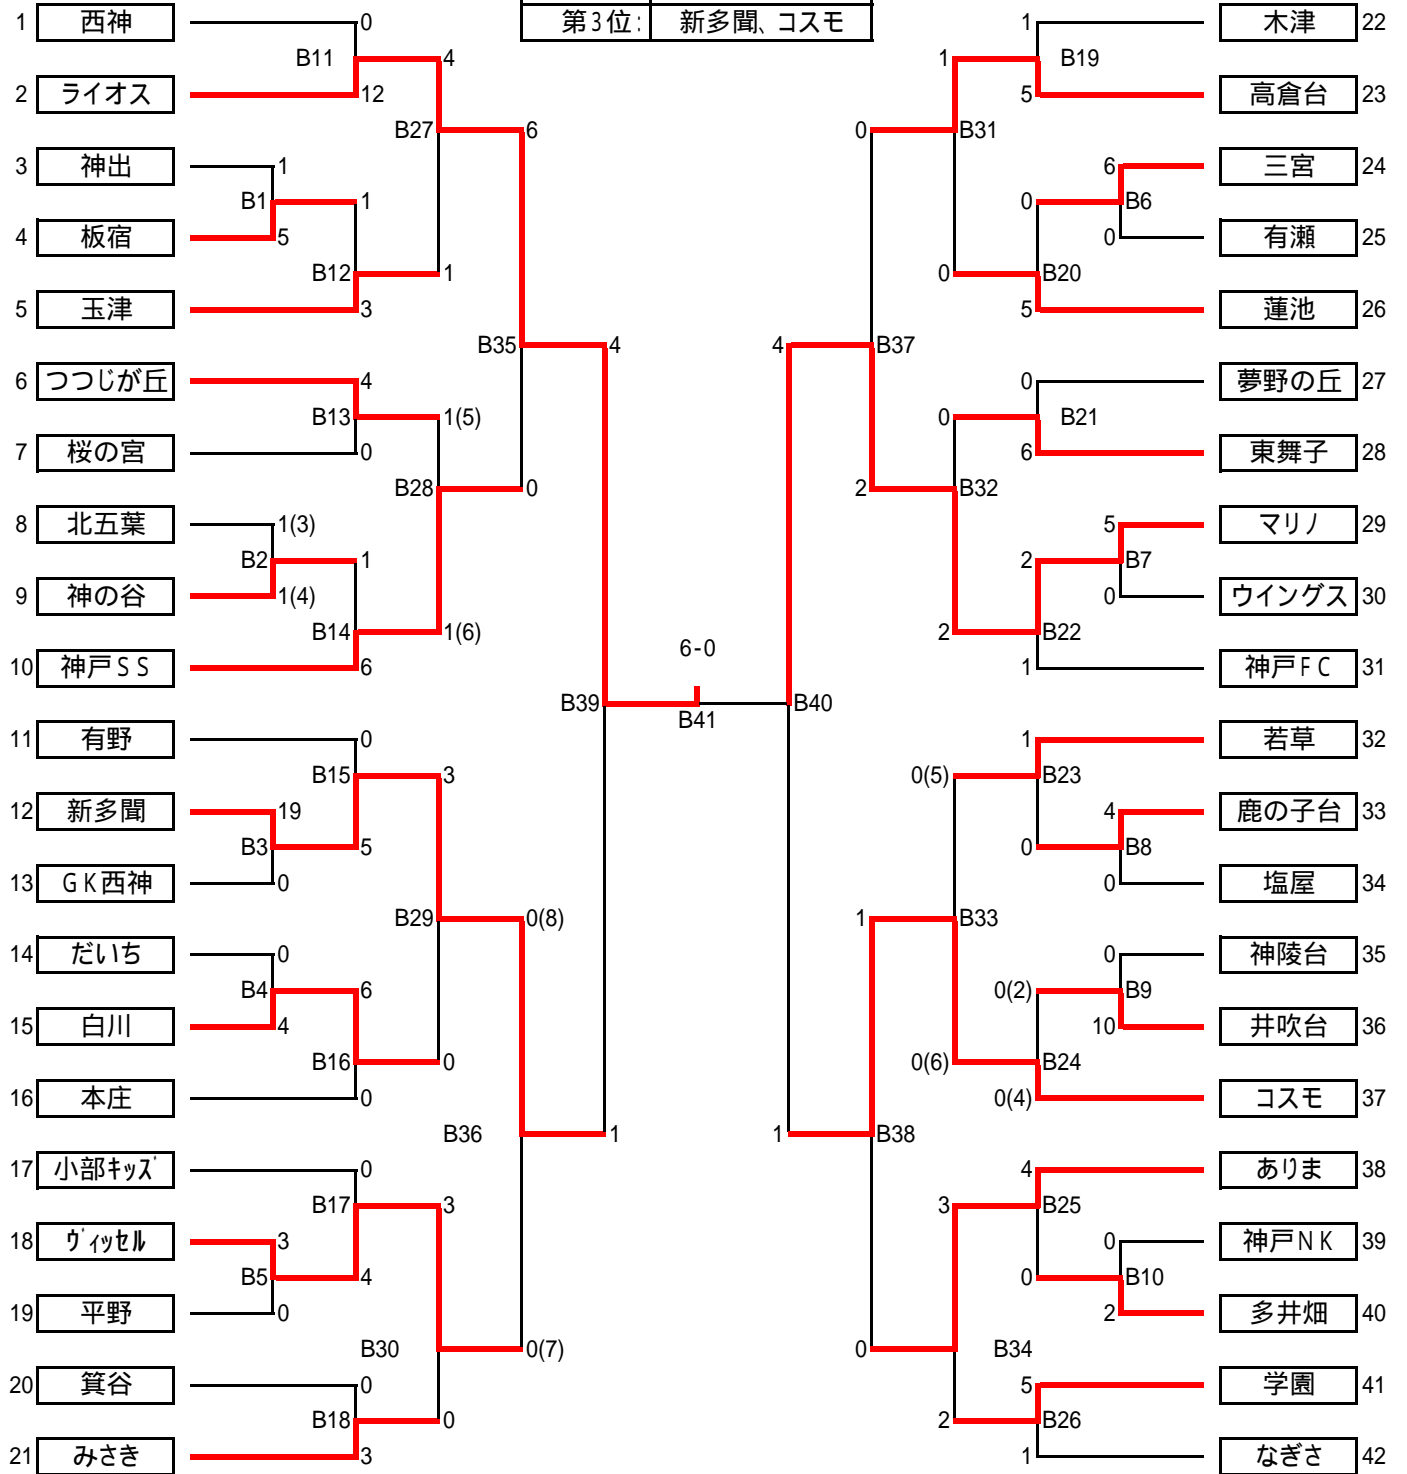 第3位: 新多聞、コスモ
1 西神 0
B11 4
2 ライオス 12
B27 6
3 神出 1
B1 1
4 板宿 5
B12 1
5 玉津 3
B35 4
6 つつじが丘 4
B13 1(5)
7 桜の宮 0
B28 0
8 北五葉 1(3)
B2 1
9 神の谷 1(4)
B14 1(6)
10 神戸SS 6
B39
11 有野 0
B15 3
12 新多聞 19
B3 5
13 GK西神 0
B29 0(8)
14 だいち 0
B4 6
15 白川 4
B16 0
16 本庄 0
B36 1
17 小部キッズ 0
B17 3
18 ヴィッセル 3
B5 4
19 平野 0
B30 0(7)
20 箕谷 0
B18 0
21 みさき 3
6-0
B41
1 木津 22
1 B19
5 高倉台 23
0 B31
6 三宮 24
0 B6
0 有瀬 25
0 B20
5 蓮池 26
4 B37
0 夢野の丘 27
0 B21
6 東舞子 28
2 B32
5 マリノ 29
2 B7
0 ウイングス 30
2 B22
1 神戸FC 31
B40
1 若草 32
0(5) B23
4 鹿の子台 33
0 B8
0 塩屋 34
1 B33
0 神陵台 35
0(2) B9
10 井吹台 36
0(6) B24
0(4) コスモ 37
1 B38
4 ありま 38
3 B25
0 神戸NK 39
0 B10
2 多井畑 40
0 B34
5 学園 41
2 B26
1 なぎさ 42